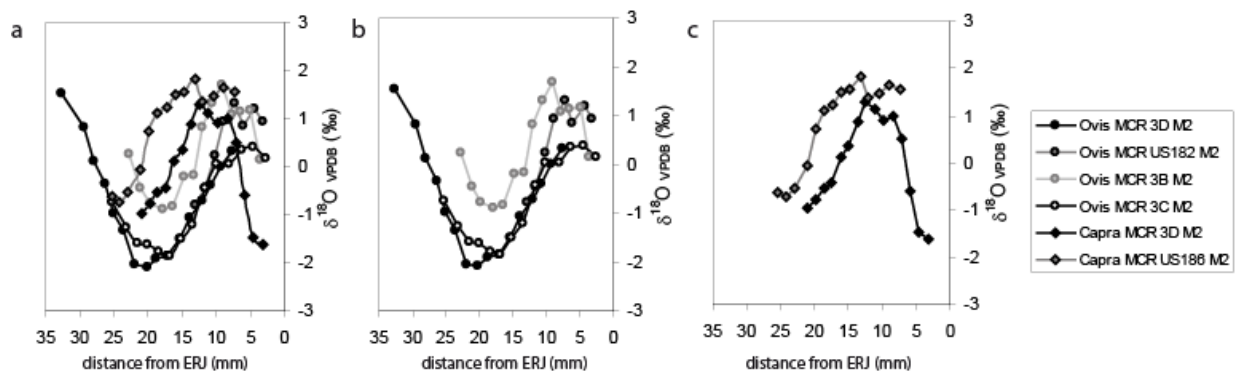 a
3
2
1
0
-1
-2
-3
δ¹⁸O VPDB (‰)
35 30 25 20 15 10 5 0
distance from ERJ (mm)
b
3
2
1
0
-1
-2
-3
δ¹⁸O VPDB (‰)
35 30 25 20 15 10 5 0
distance from ERJ (mm)
c
3
2
1
0
-1
-2
-3
δ¹⁸O VPDB (‰)
35 30 25 20 15 10 5 0
distance from ERJ (mm)
Ovis MCR 3D M2
Ovis MCR US182 M2
Ovis MCR 3B M2
Ovis MCR 3C M2
Capra MCR 3D M2
Capra MCR US186 M2